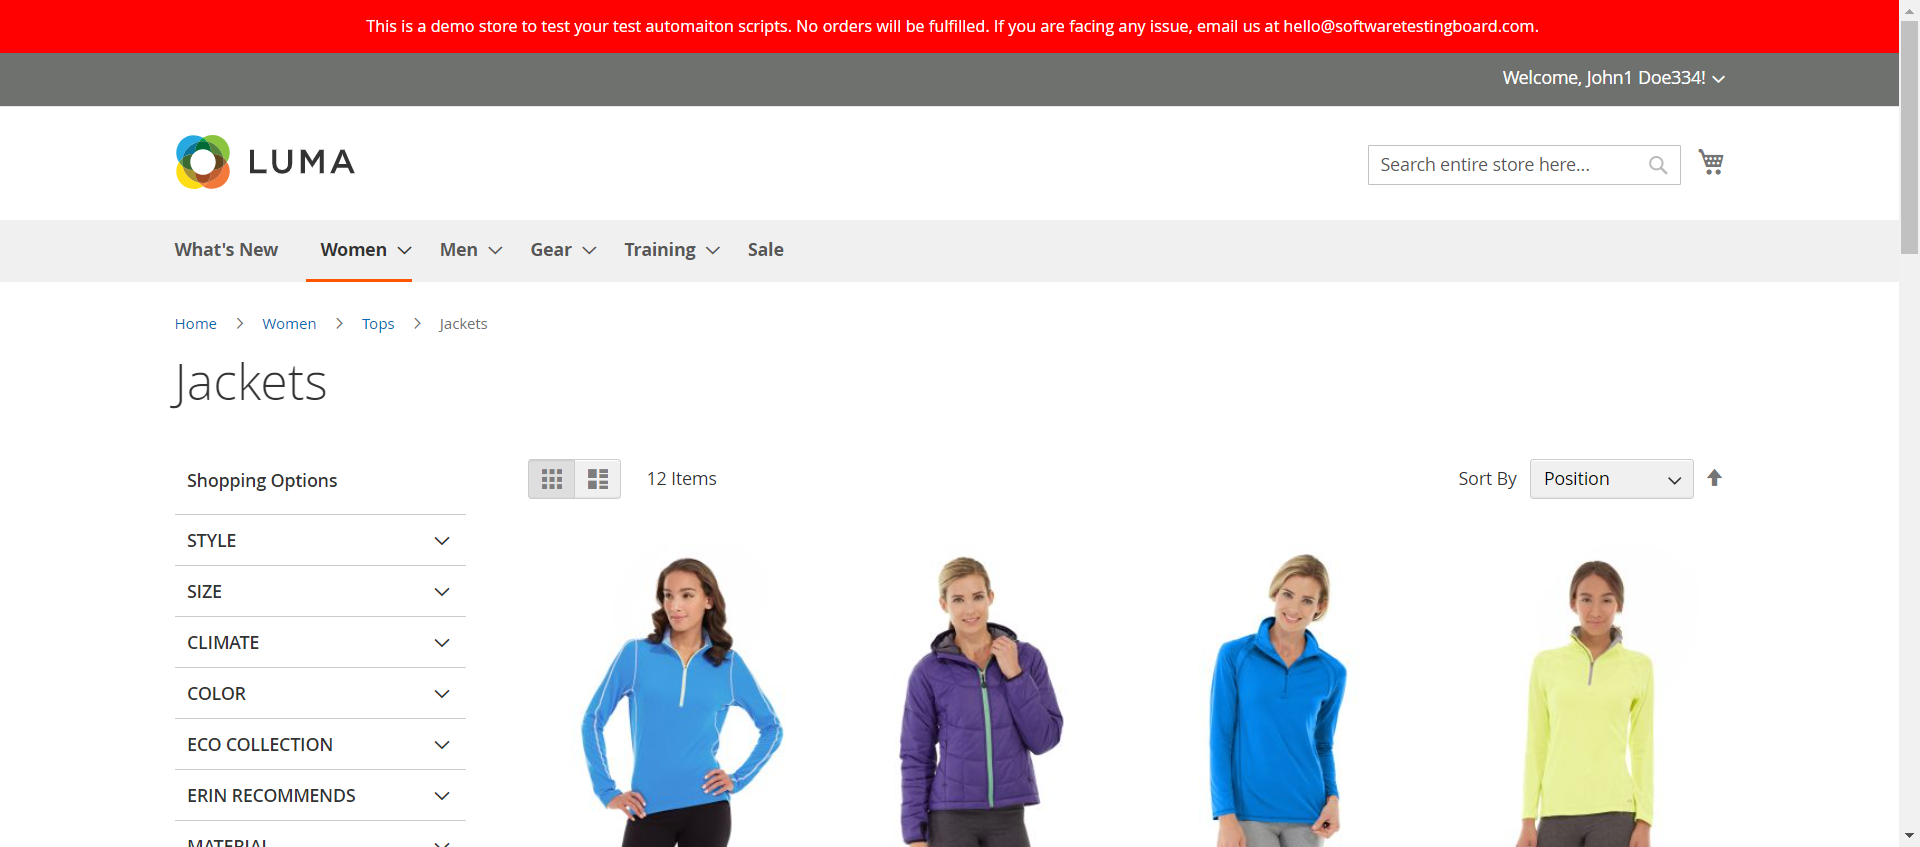 This is a demo store to test your test automaiton scripts. No orders will be fulfilled. If you are facing any issue, email us at hello@softwaretestingboard.com.
Welcome, John1 Doe334!
LUMA
Search entire store here...
What's New Women Men Gear Training Sale
Home Women Tops Jackets
Jackets
Shopping Options
12 Items
Sort By Position
STYLE
SIZE
CLIMATE
COLOR
ECO COLLECTION
ERIN RECOMMENDS
MATERIAL